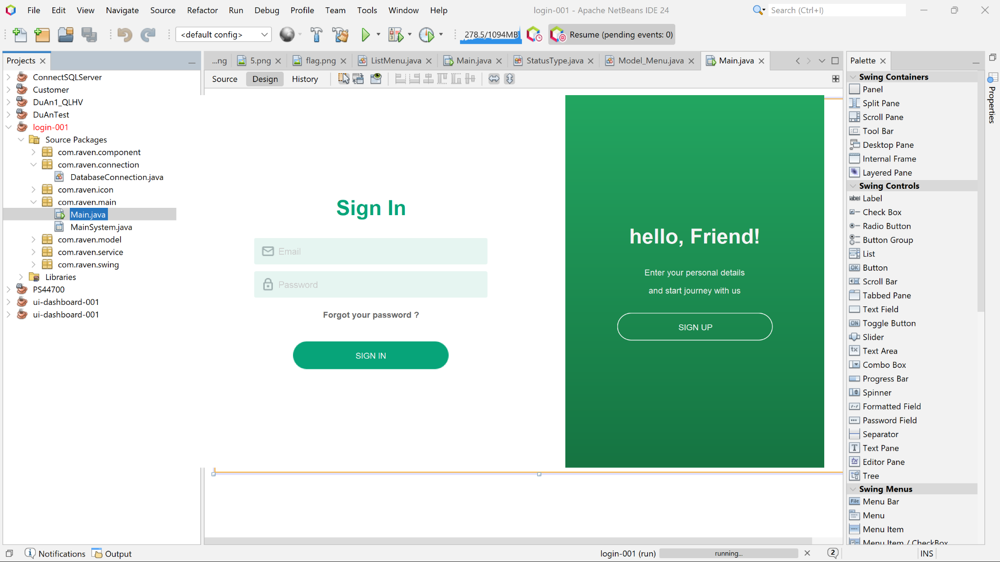 File Edit View Navigate Source Refactor Run Debug Profile Team Tools Window Help
login-001 - Apache NetBeans IDE 24
Search (Ctrl+I)
<default config>
278.5/1094MB
Resume (pending events: 0)
Projects
...ng 5.png flag.png ListMenu.java Main.java StatusType.java Model_Menu.java Main.java
Palette
Source Design History
ConnectSQLServer
Customer
DuAn1_QLHV
DuAnTest
login-001
Source Packages
com.raven.component
com.raven.connection
DatabaseConnection.java
com.raven.icon
com.raven.main
Main.java
MainSystem.java
com.raven.model
com.raven.service
com.raven.swing
Libraries
PS44700
ui-dashboard-001
ui-dashboard-001
Sign In
Email
Password
Forgot your password ?
SIGN IN
hello, Friend!
Enter your personal details
and start journey with us
SIGN UP
Swing Containers
Panel
Split Pane
Scroll Pane
Tool Bar
Desktop Pane
Internal Frame
Layered Pane
Swing Controls
label Label
Check Box
Radio Button
Button Group
List
OK Button
Scroll Bar
Tabbed Pane
Text Field
ON Toggle Button
Slider
tx Text Area
Combo Box
Progress Bar
Spinner
Formatted Field
Password Field
Separator
T Text Pane
Editor Pane
Tree
Swing Menus
File Menu Bar
Menu
Menu Item
Menu Item / CheckBox
Properties
Notifications Output
login-001 (run) running... 2 INS